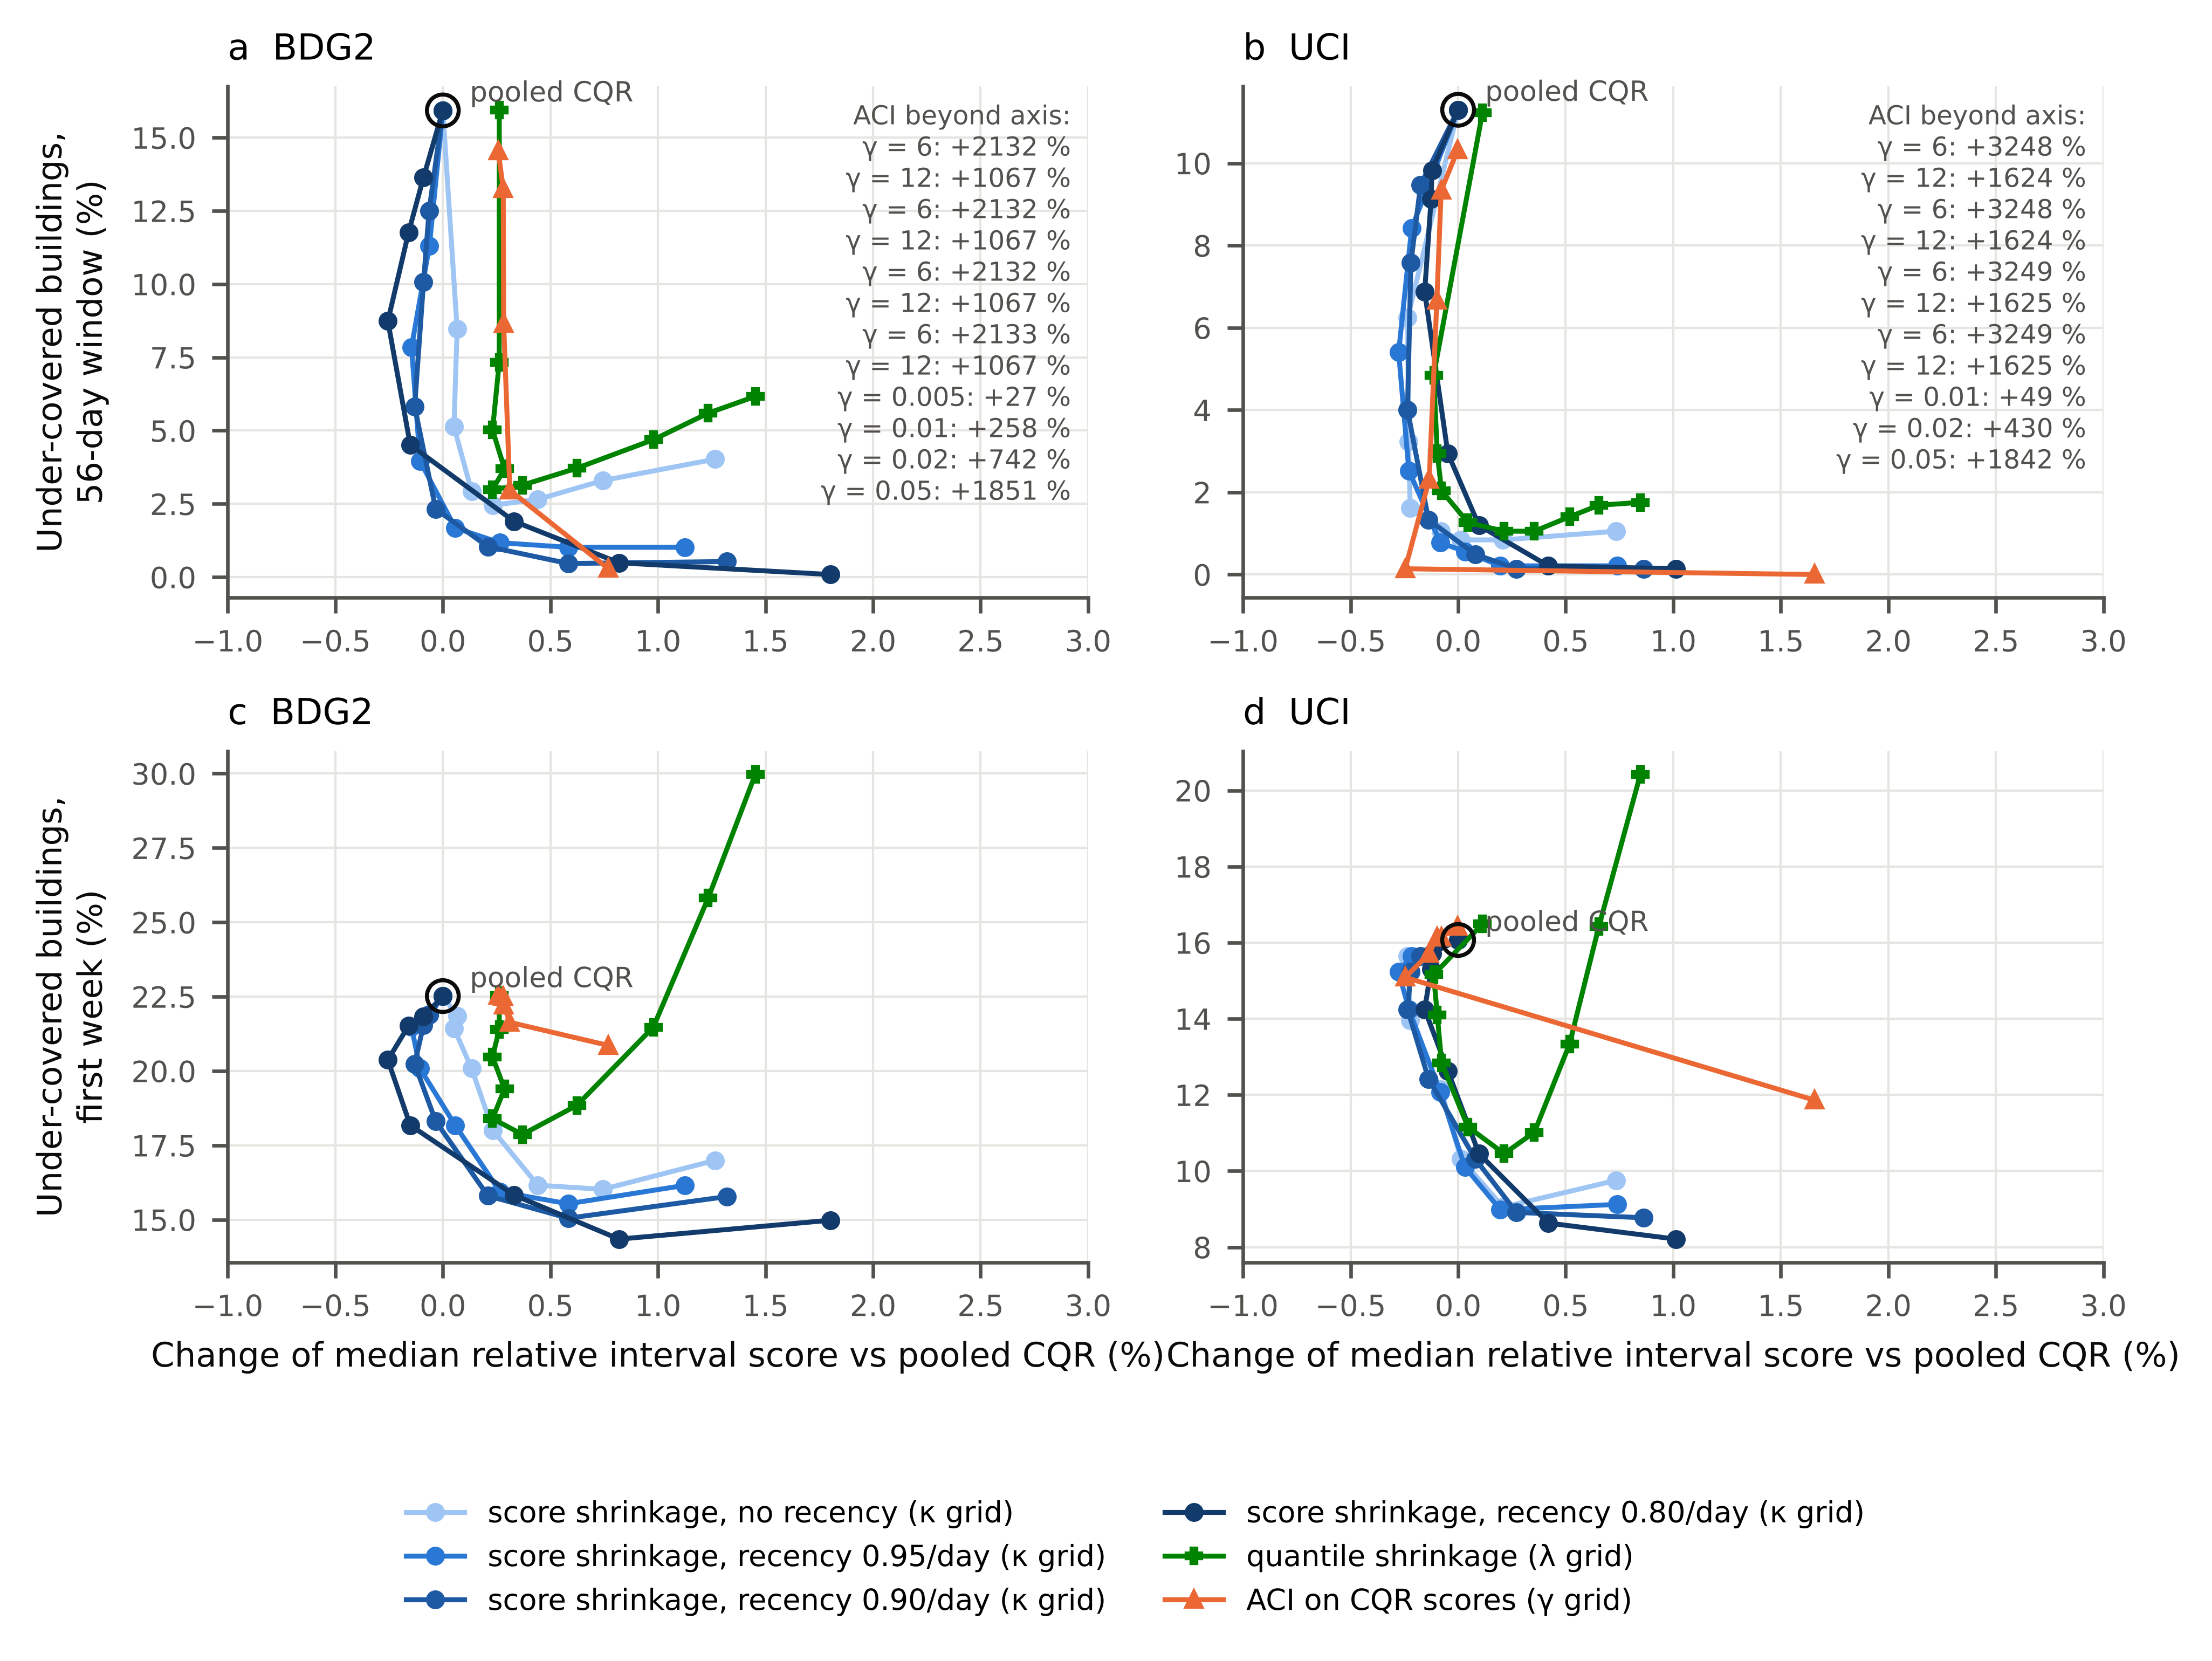 a BDG2
pooled CQR
ACI beyond axis:
γ = 6: +2132 %
γ = 12: +1067 %
γ = 6: +2132 %
γ = 12: +1067 %
γ = 6: +2132 %
γ = 12: +1067 %
γ = 6: +2133 %
γ = 12: +1067 %
γ = 0.005: +27 %
γ = 0.01: +258 %
γ = 0.02: +742 %
γ = 0.05: +1851 %
Under-covered buildings,
56-day window (%)
15.0
12.5
10.0
7.5
5.0
2.5
0.0
−1.0 −0.5 0.0 0.5 1.0 1.5 2.0 2.5 3.0
b UCI
pooled CQR
ACI beyond axis:
γ = 6: +3248 %
γ = 12: +1624 %
γ = 6: +3248 %
γ = 12: +1624 %
γ = 6: +3249 %
γ = 12: +1625 %
γ = 6: +3249 %
γ = 12: +1625 %
γ = 0.01: +49 %
γ = 0.02: +430 %
γ = 0.05: +1842 %
10
8
6
4
2
0
−1.0 −0.5 0.0 0.5 1.0 1.5 2.0 2.5 3.0
c BDG2
pooled CQR
Under-covered buildings,
first week (%)
30.0
27.5
25.0
22.5
20.0
17.5
15.0
−1.0 −0.5 0.0 0.5 1.0 1.5 2.0 2.5 3.0
Change of median relative interval score vs pooled CQR (%)
d UCI
pooled CQR
20
18
16
14
12
10
8
−1.0 −0.5 0.0 0.5 1.0 1.5 2.0 2.5 3.0
Change of median relative interval score vs pooled CQR (%)
score shrinkage, no recency (κ grid)
score shrinkage, recency 0.95/day (κ grid)
score shrinkage, recency 0.90/day (κ grid)
score shrinkage, recency 0.80/day (κ grid)
quantile shrinkage (λ grid)
ACI on CQR scores (γ grid)